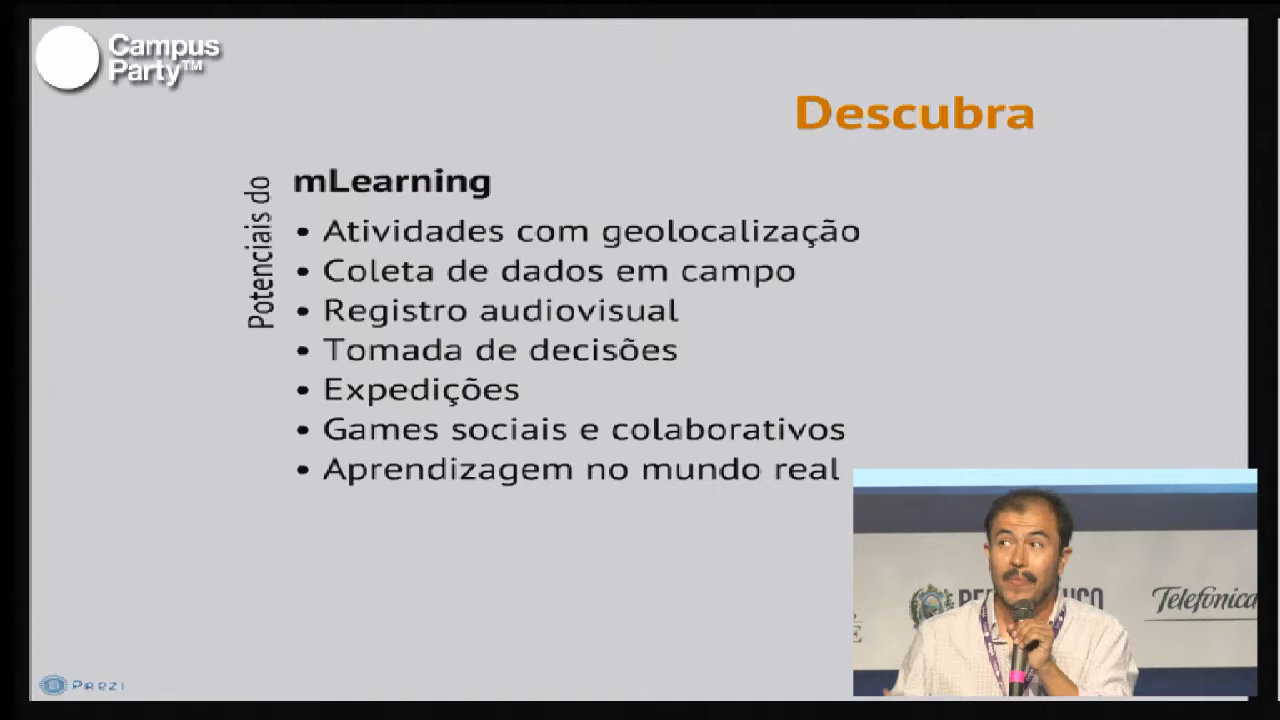 Campus
Party™
Descubra
Potenciais do
mLearning
• Atividades com geolocalização
• Coleta de dados em campo
• Registro audiovisual
• Tomada de decisões
• Expedições
• Games sociais e colaborativos
• Aprendizagem no mundo real
Telefónica
Prezi